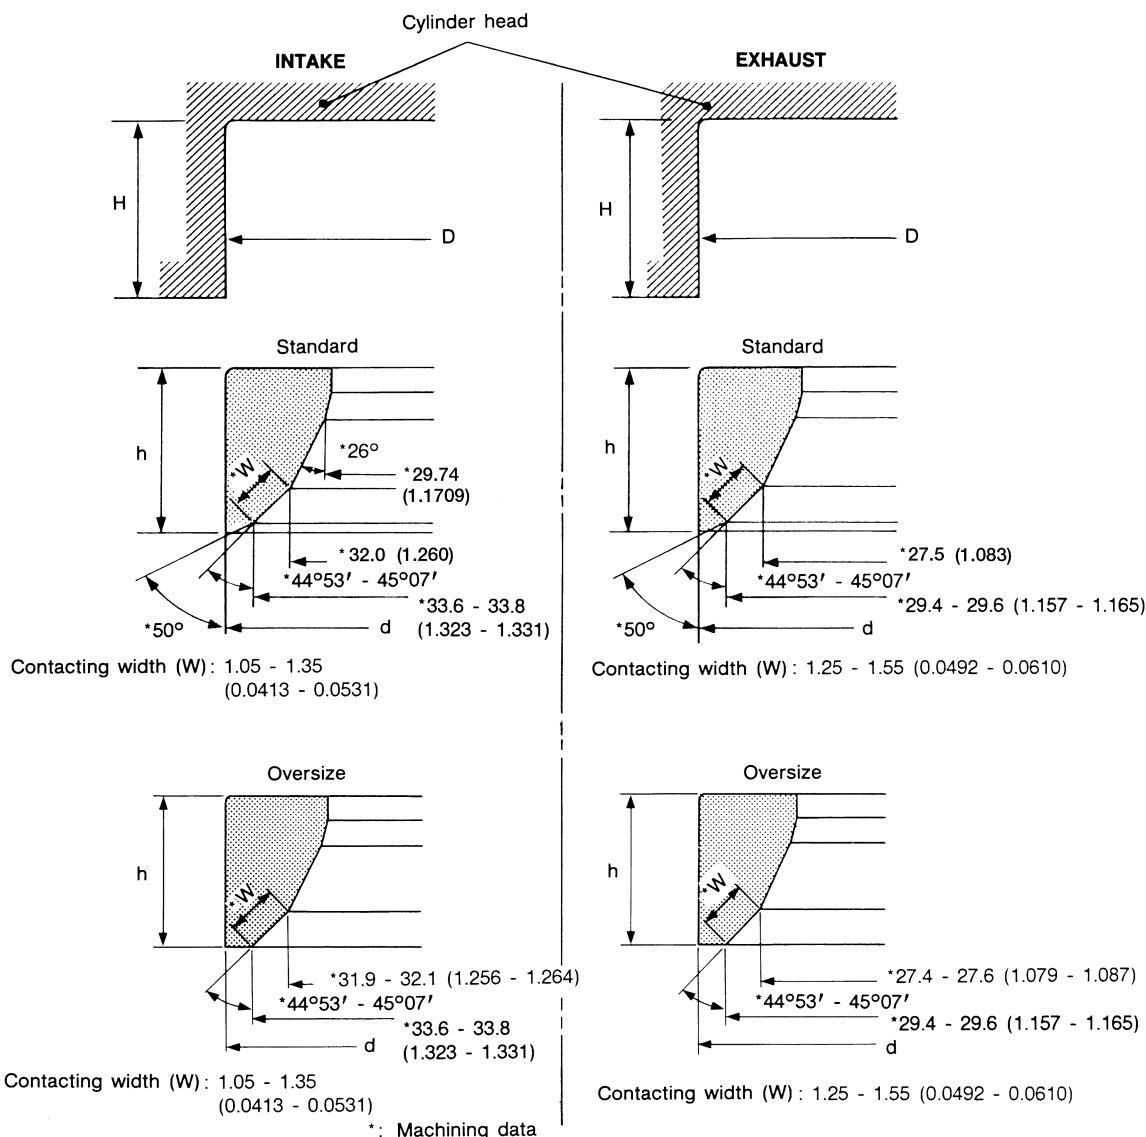 Cylinder head
INTAKE
H
D
Standard
h
*W
*26°
*29.74
(1.1709)
*32.0 (1.260)
*44°53′ - 45°07′
*33.6 - 33.8
(1.323 - 1.331)
*50°
d
Contacting width (W) : 1.05 - 1.35
(0.0413 - 0.0531)
Oversize
h
*W
*31.9 - 32.1 (1.256 - 1.264)
*44°53′ - 45°07′
*33.6 - 33.8
(1.323 - 1.331)
d
Contacting width (W) : 1.05 - 1.35
(0.0413 - 0.0531)
EXHAUST
H
D
Standard
h
*W
*27.5 (1.083)
*44°53′ - 45°07′
*29.4 - 29.6 (1.157 - 1.165)
*50°
d
Contacting width (W) : 1.25 - 1.55 (0.0492 - 0.0610)
Oversize
h
*W
*27.4 - 27.6 (1.079 - 1.087)
*44°53′ - 45°07′
*29.4 - 29.6 (1.157 - 1.165)
d
Contacting width (W) : 1.25 - 1.55 (0.0492 - 0.0610)
*: Machining data